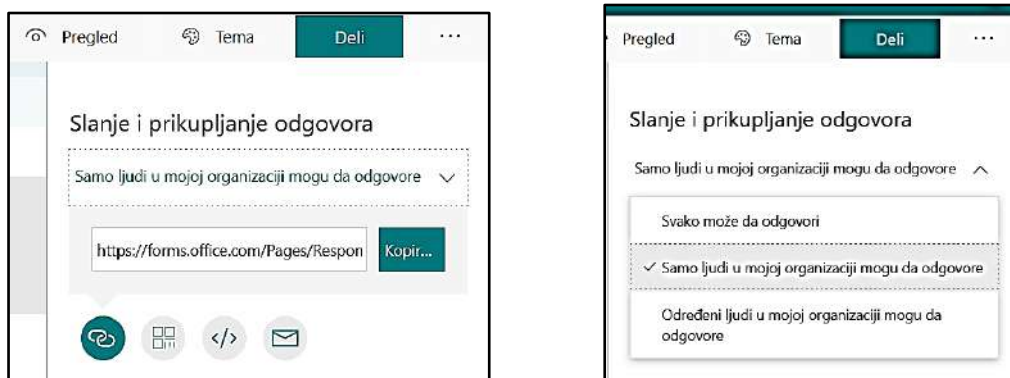 Pregled Tema Deli ...
Slanje i prikupljanje odgovora
Samo ljudi u mojoj organizaciji mogu da odgovore
https://forms.office.com/Pages/Respon Kopir...
</>
Pregled Tema Deli ...
Slanje i prikupljanje odgovora
Samo ljudi u mojoj organizaciji mogu da odgovore
Svako može da odgovori
✓ Samo ljudi u mojoj organizaciji mogu da odgovore
Određeni ljudi u mojoj organizaciji mogu da
odgovore